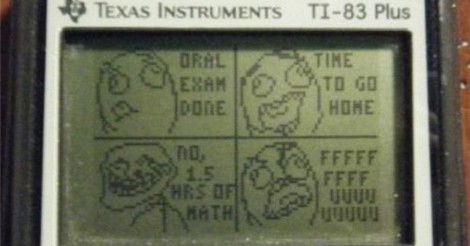 TEXAS INSTRUMENTS TI-83 Plus
ORAL
EXAM
DONE
TIME
TO GO
HOME
NO,
1.5
HRS OF
MATH
FFFFF
FFFF
UUUU
UUUUU